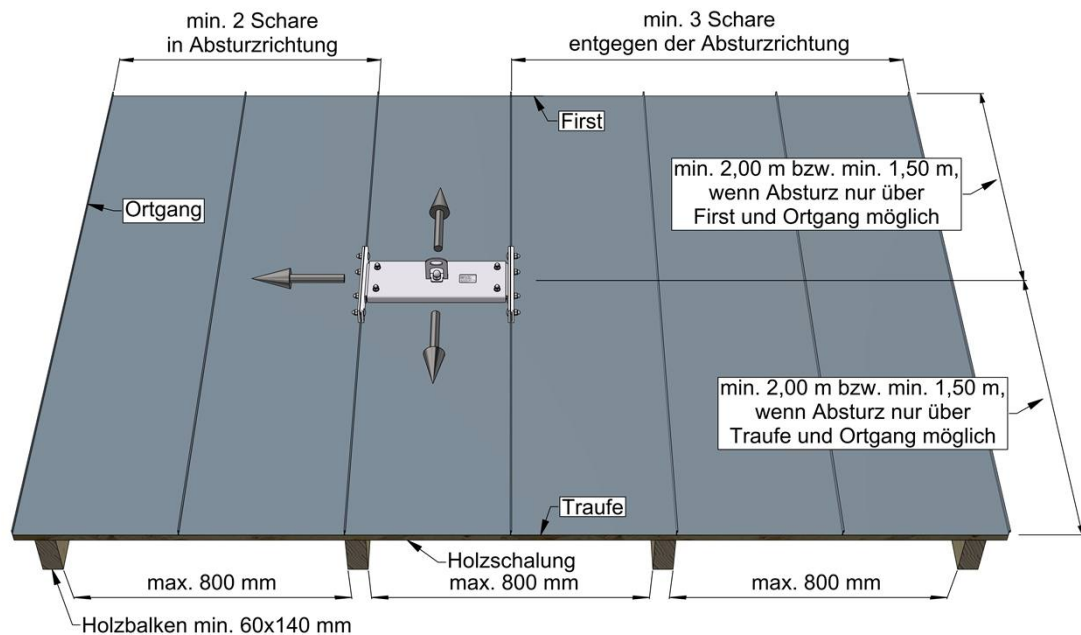 min. 2 Schare
in Absturzrichtung
min. 3 Schare
entgegen der Absturzrichtung
First
min. 2,00 m bzw. min. 1,50 m,
wenn Absturz nur über
First und Ortgang möglich
Ortgang
min. 2,00 m bzw. min. 1,50 m,
wenn Absturz nur über
Traufe und Ortgang möglich
Traufe
Holzschalung
max. 800 mm
max. 800 mm
max. 800 mm
Holzbalken min. 60x140 mm